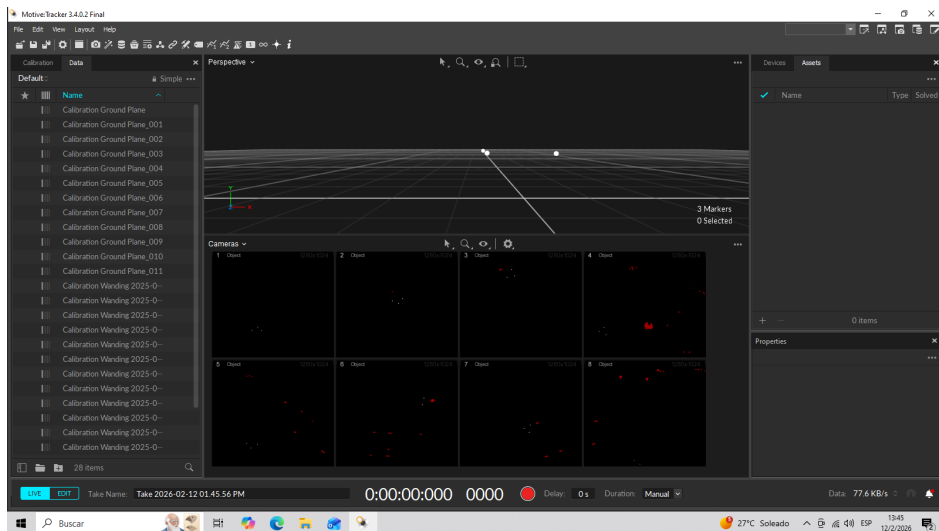 Motive:Tracker 3.4.0.2 Final
File Edit View Layout Help
Calibration Data
Default
Simple
Name
Calibration Ground Plane
Calibration Ground Plane_001
Calibration Ground Plane_002
Calibration Ground Plane_003
Calibration Ground Plane_004
Calibration Ground Plane_005
Calibration Ground Plane_006
Calibration Ground Plane_007
Calibration Ground Plane_008
Calibration Ground Plane_009
Calibration Ground Plane_010
Calibration Ground Plane_011
Calibration Wanding 2025-0--
Calibration Wanding 2025-0--
Calibration Wanding 2025-0--
Calibration Wanding 2025-0--
Calibration Wanding 2025-0--
Calibration Wanding 2025-0--
Calibration Wanding 2025-0--
Calibration Wanding 2025-0--
Calibration Wanding 2025-0--
Calibration Wanding 2025-0--
Calibration Wanding 2025-0--
Calibration Wanding 2025-0--
28 items
Perspective
Y
X
3 Markers
0 Selected
Cameras
1 Object 1280x1024
2 Object 1280x1024
3 Object 1280x1024
4 Object 1280x1024
5 Object 1280x1024
6 Object 1280x1024
7 Object 1280x1024
8 Object 1280x1024
Devices Assets
Name Type Solved
0 items
Properties
LIVE EDIT Take Name: Take 2026-02-12 01.45.56 PM 0:00:00:000 0000 Delay: 0 s Duration: Manual Data: 77.6 KB/s
Buscar 27°C Soleado ESP 13:45
12/2/2026